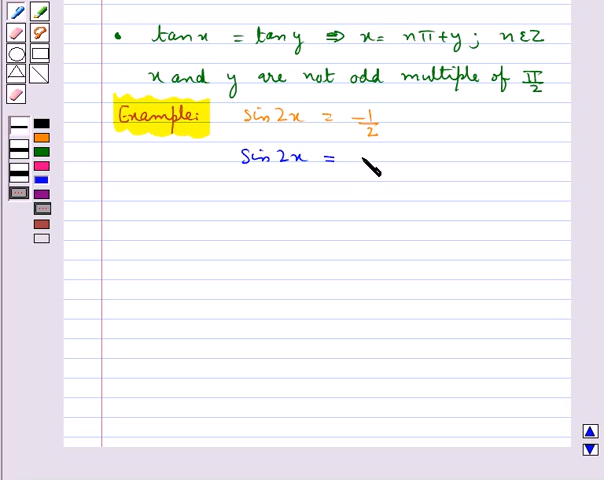 • tan x = tan y ⇒ x = nπ + y ; n ε Z
x and y are not odd multiple of π/2
Example: sin 2x = -1/2
Sin 2x =